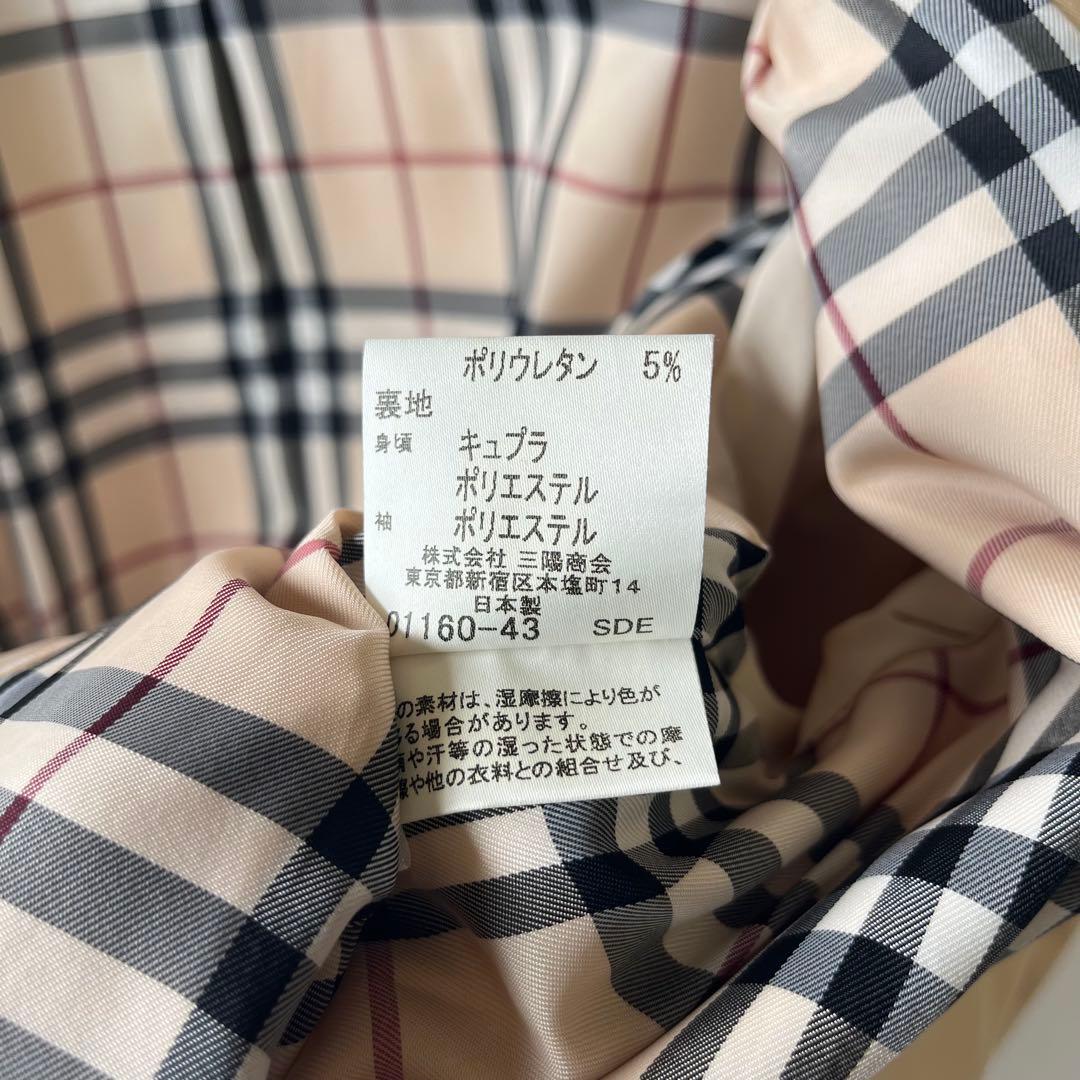 ポリウレタン 5%
裏地
身頃 キュプラ
ポリエステル
袖 ポリエステル
株式会社 三陽商会
東京都新宿区本塩町14
日本製
01160-43 SDE
の素材は、湿摩擦により色が
る場合があります。
や汗等の湿った状態での摩
や他の衣料との組合せ及び、